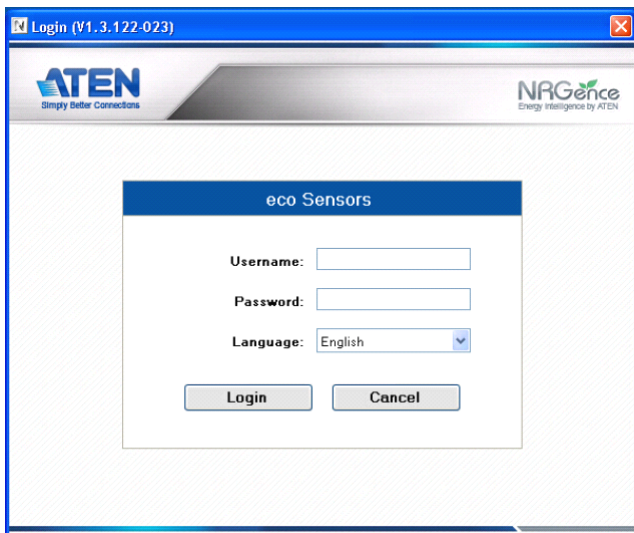 Login (V1.3.122-023)
ATEN
Simply Better Connections
NRGence
Energy Intelligence by ATEN
eco Sensors
Username:
Password:
Language: English
Login Cancel